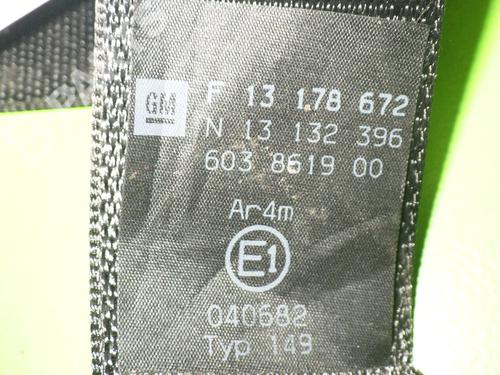 GM
F 13 178 672
N 13 132 396
603 8619 00
Ar4m
E1
040682
Typ 149